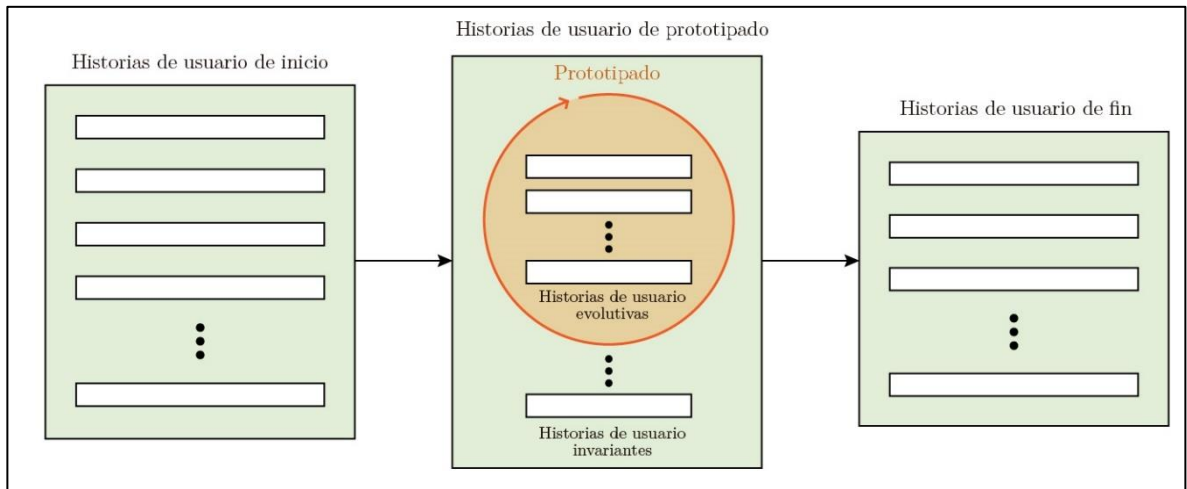 Historias de usuario de inicio
Historias de usuario de prototipado
Prototipado
Historias de usuario
evolutivas
Historias de usuario
invariantes
Historias de usuario de fin